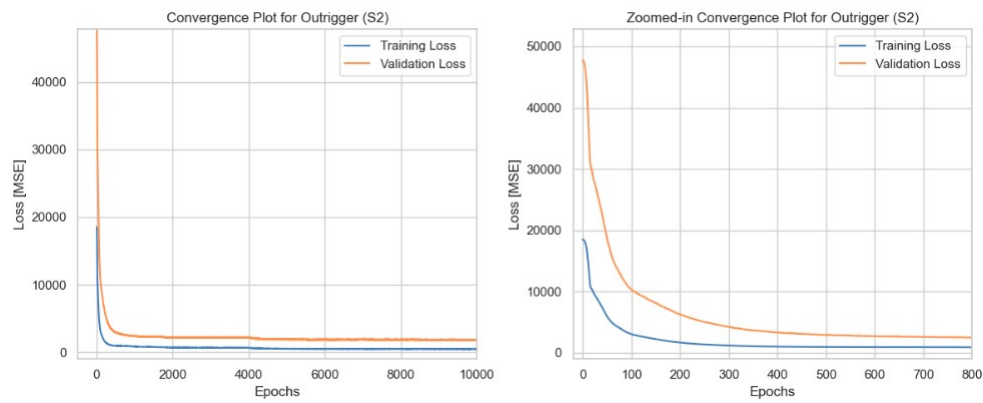 Convergence Plot for Outrigger (S2)
Training Loss
Validation Loss
40000
30000
20000
10000
0
Loss [MSE]
0
2000
4000
6000
8000
10000
Epochs
Zoomed-in Convergence Plot for Outrigger (S2)
Training Loss
Validation Loss
50000
40000
30000
20000
10000
0
Loss [MSE]
0
100
200
300
400
500
600
700
800
Epochs